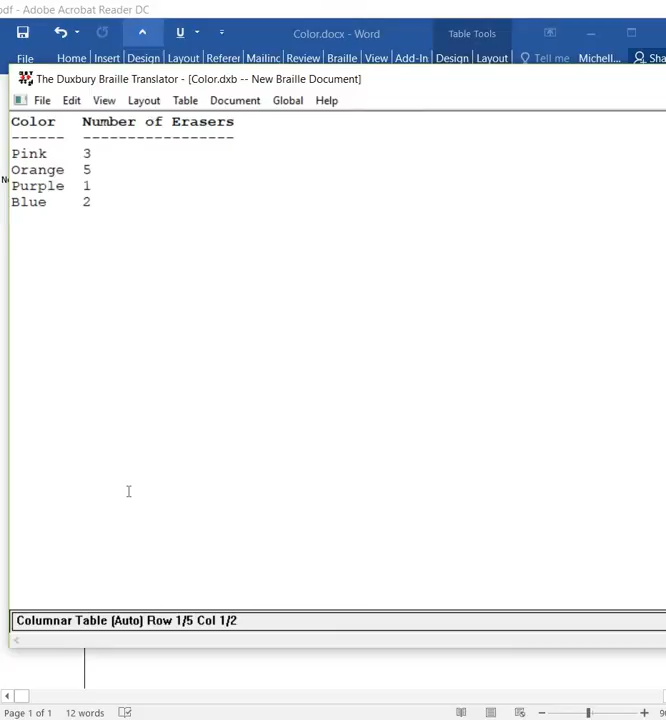 odf - Adobe Acrobat Reader DC
Color.docx - Word
Table Tools
File Home Insert Design Layout Referer Mailinc Review Braille View Add-In Design Layout Tell me Michell... Sha
The Duxbury Braille Translator - [Color.dxb -- New Braille Document]
File Edit View Layout Table Document Global Help
Color Number of Erasers
------ -----------------
Pink 3
Orange 5
Purple 1
Blue 2
Columnar Table (Auto) Row 1/5 Col 1/2
Page 1 of 1 12 words